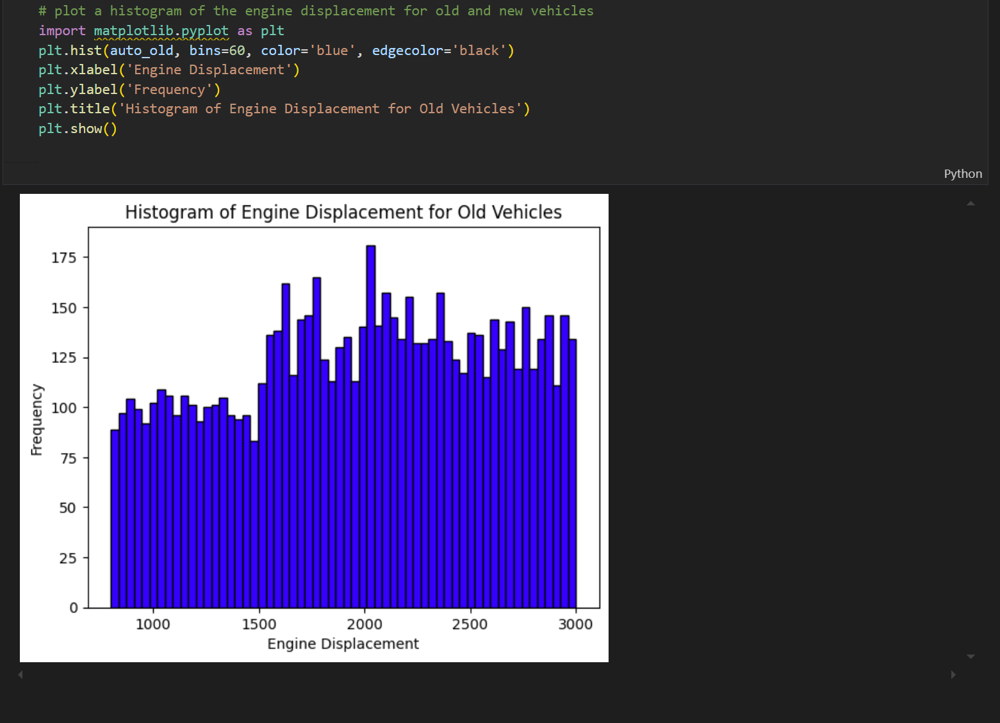 # plot a histogram of the engine displacement for old and new vehicles
import matplotlib.pyplot as plt
plt.hist(auto_old, bins=60, color='blue', edgecolor='black')
plt.xlabel('Engine Displacement')
plt.ylabel('Frequency')
plt.title('Histogram of Engine Displacement for Old Vehicles')
plt.show()
Python
Histogram of Engine Displacement for Old Vehicles
175
150
125
100
75
50
25
0
Frequency
1000 1500 2000 2500 3000
Engine Displacement